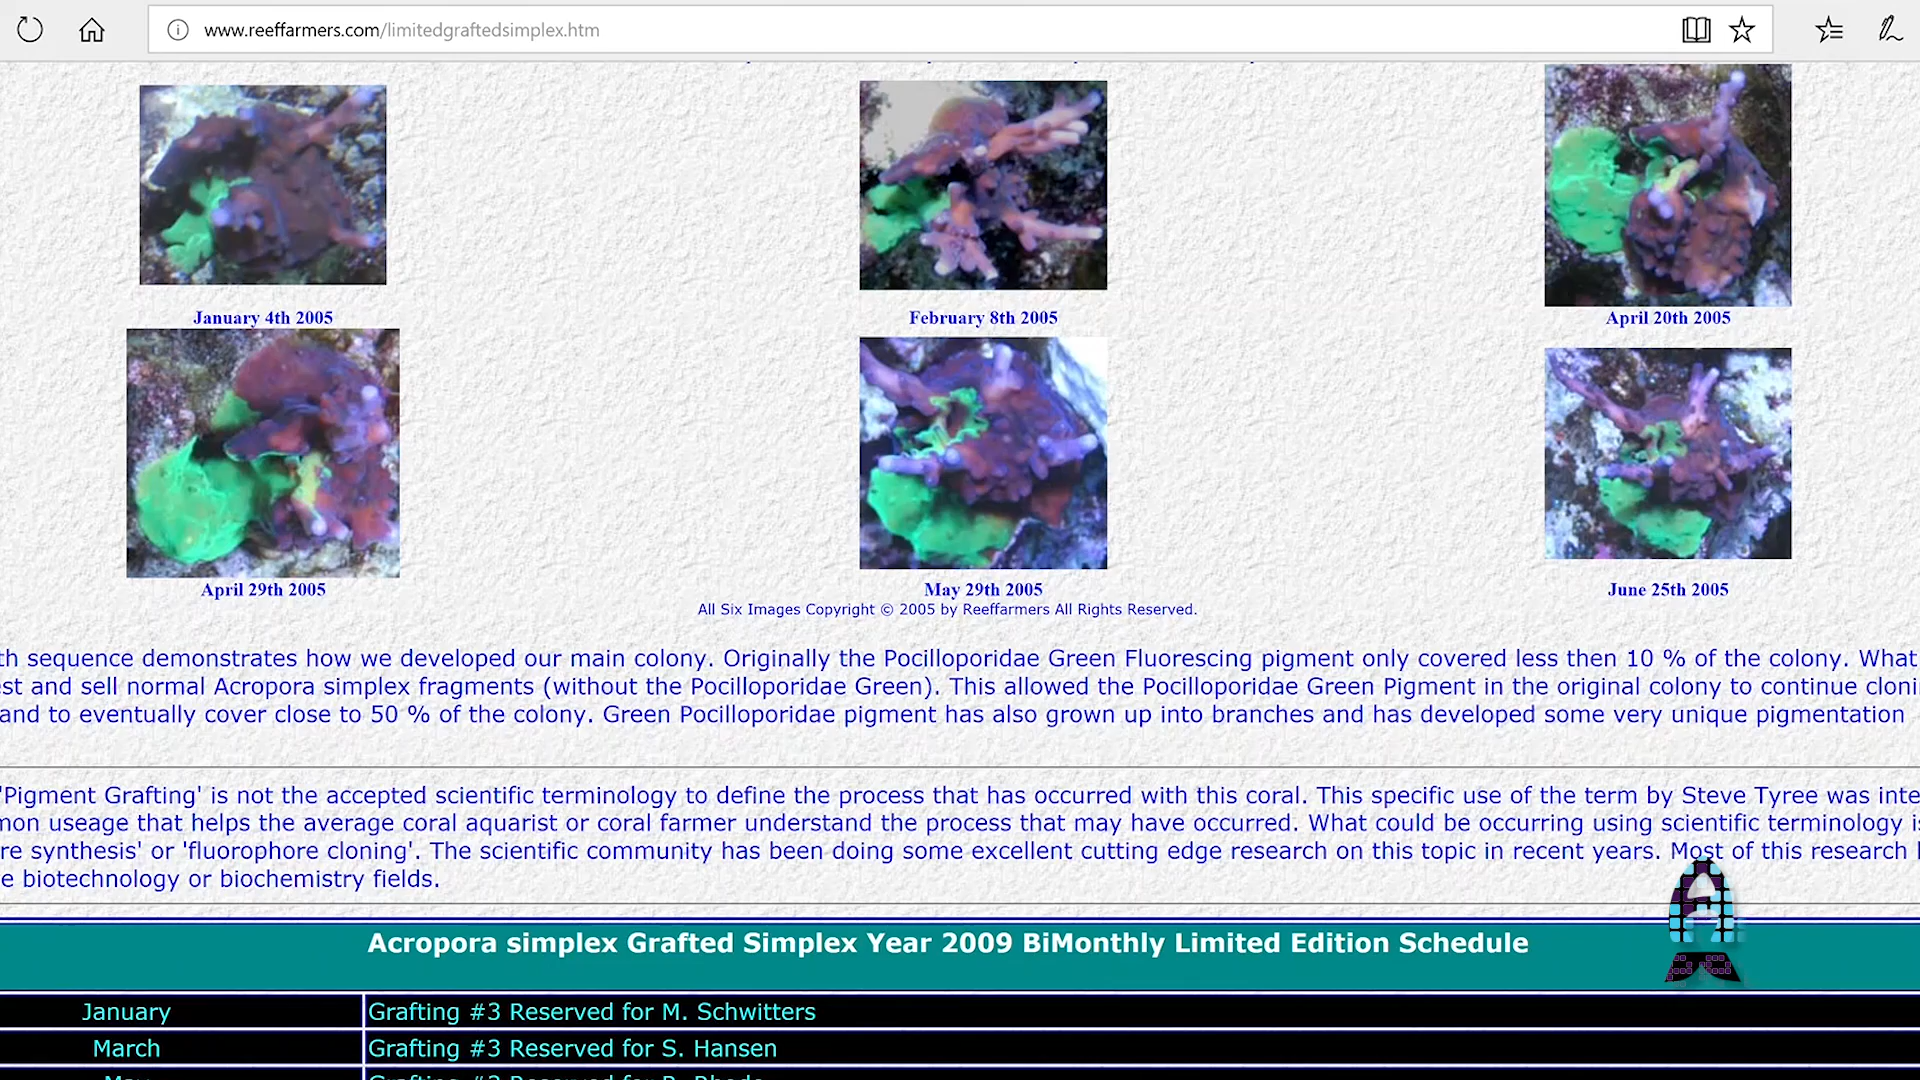 www.reeffarmers.com/limitedgraftedsimplex.htm
January 4th 2005
February 8th 2005
April 20th 2005
April 29th 2005
May 29th 2005
June 25th 2005
All Six Images Copyright © 2005 by Reeffarmers All Rights Reserved.
th sequence demonstrates how we developed our main colony. Originally the Pocilloporidae Green Fluorescing pigment only covered less then 10 % of the colony. What
est and sell normal Acropora simplex fragments (without the Pocilloporidae Green). This allowed the Pocilloporidae Green Pigment in the original colony to continue cloni
and to eventually cover close to 50 % of the colony. Green Pocilloporidae pigment has also grown up into branches and has developed some very unique pigmentation
'Pigment Grafting' is not the accepted scientific terminology to define the process that has occurred with this coral. This specific use of the term by Steve Tyree was inte
mon useage that helps the average coral aquarist or coral farmer understand the process that may have occurred. What could be occurring using scientific terminology is
re synthesis' or 'fluorophore cloning'. The scientific community has been doing some excellent cutting edge research on this topic in recent years. Most of this research
e biotechnology or biochemistry fields.
Acropora simplex Grafted Simplex Year 2009 BiMonthly Limited Edition Schedule
January
Grafting #3 Reserved for M. Schwitters
March
Grafting #3 Reserved for S. Hansen